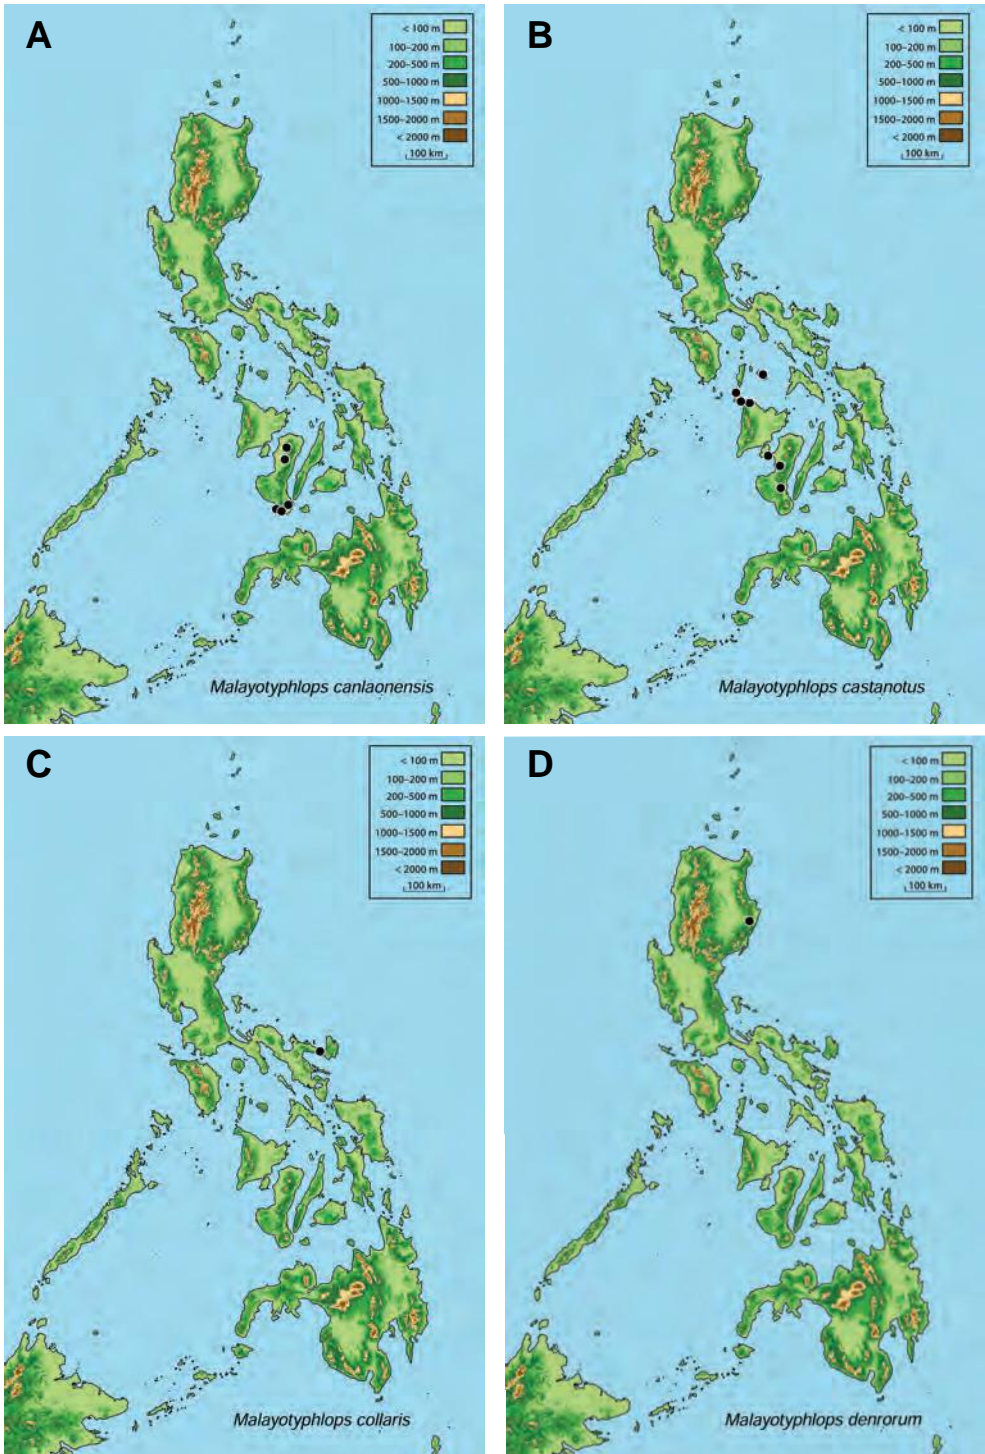 A
< 100 m
100–200 m
200–500 m
500–1000 m
1000–1500 m
1500–2000 m
< 2000 m
100 km
Malayotyphlops canlaonensis
B
< 100 m
100–200 m
200–500 m
500–1000 m
1000–1500 m
1500–2000 m
< 2000 m
100 km
Malayotyphlops castanotus
C
< 100 m
100–200 m
200–500 m
500–1000 m
1000–1500 m
1500–2000 m
< 2000 m
100 km
Malayotyphlops collaris
D
< 100 m
100–200 m
200–500 m
500–1000 m
1000–1500 m
1500–2000 m
< 2000 m
100 km
Malayotyphlops denrorum